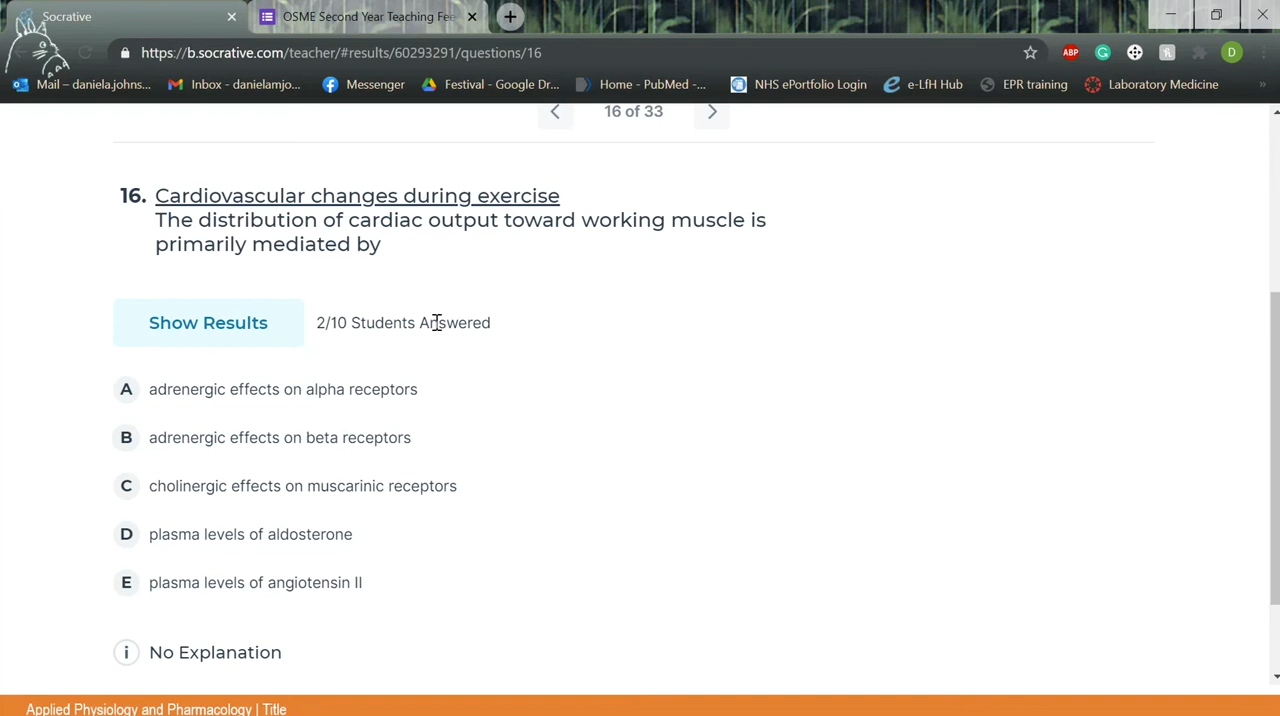 Socrative
OSME Second Year Teaching Fee
https://b.socrative.com/teacher/#results/60293291/questions/16
ABP
D
Mail – daniela.johns...
Inbox - danielamjo...
Messenger
Festival - Google Dr...
Home - PubMed -...
NHS ePortfolio Login
e-LfH Hub
EPR training
Laboratory Medicine
16 of 33
16. Cardiovascular changes during exercise
The distribution of cardiac output toward working muscle is
primarily mediated by
Show Results
2/10 Students Answered
A adrenergic effects on alpha receptors
B adrenergic effects on beta receptors
C cholinergic effects on muscarinic receptors
D plasma levels of aldosterone
E plasma levels of angiotensin II
i No Explanation
Applied Physiology and Pharmacology | Title